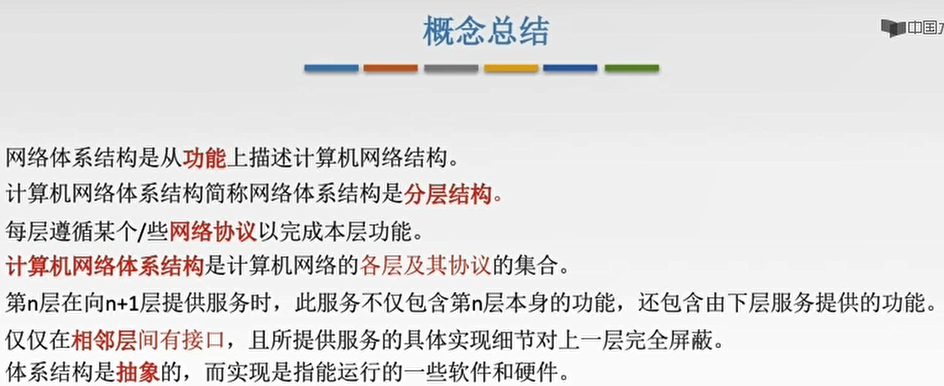 概念总结
中国
网络体系结构是从功能上描述计算机网络结构。
计算机网络体系结构简称网络体系结构是分层结构。
每层遵循某个/些网络协议以完成本层功能。
计算机网络体系结构是计算机网络的各层及其协议的集合。
第n层在向n+1层提供服务时，此服务不仅包含第n层本身的功能，还包含由下层服务提供的功能。
仅仅在相邻层间有接口，且所提供服务的具体实现细节对上一层完全屏蔽。
体系结构是抽象的，而实现是指能运行的一些软件和硬件。